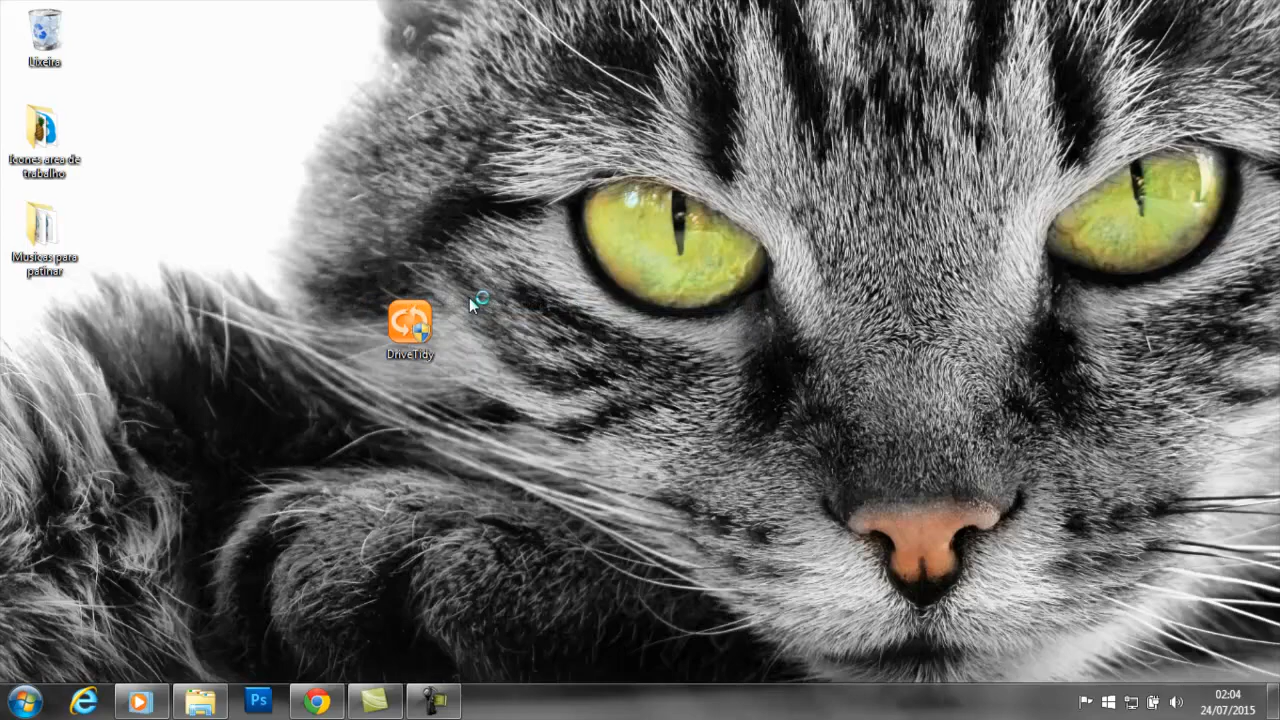 Lixeira
Icones area de
trabalho
Musicas para
patinar
DriveTidy
Ps
02:04
24/07/2015